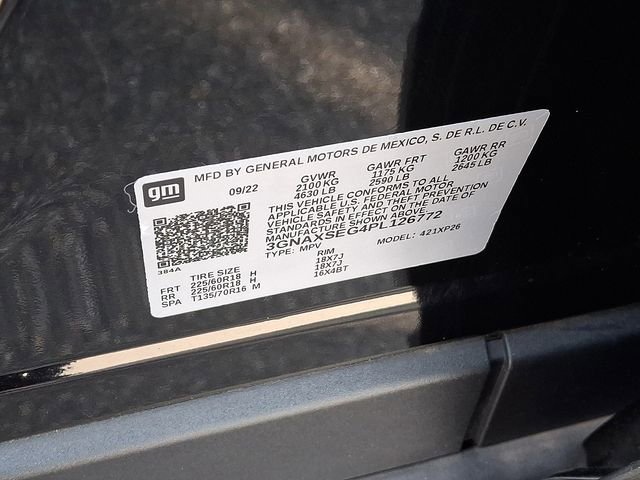 gm
MFD BY GENERAL MOTORS DE MEXICO, S. DE R.L. DE C.V.
09/22
GVWR GAWR FRT GAWR RR
2100 KG 1175 KG 1200 KG
4630 LB 2590 LB 2645 LB
THIS VEHICLE CONFORMS TO ALL
APPLICABLE U.S. FEDERAL MOTOR
VEHICLE SAFETY AND THEFT PREVENTION
STANDARDS IN EFFECT ON THE DATE OF
MANUFACTURE SHOWN ABOVE.
3GNAXSEG4PL126772
TYPE: MPV MODEL: 421XP26
384A
TIRE SIZE RIM
FRT 225/60R18 H 18X7J
RR 225/60R18 H 18X7J
SPA T135/70R16 M 16X4BT